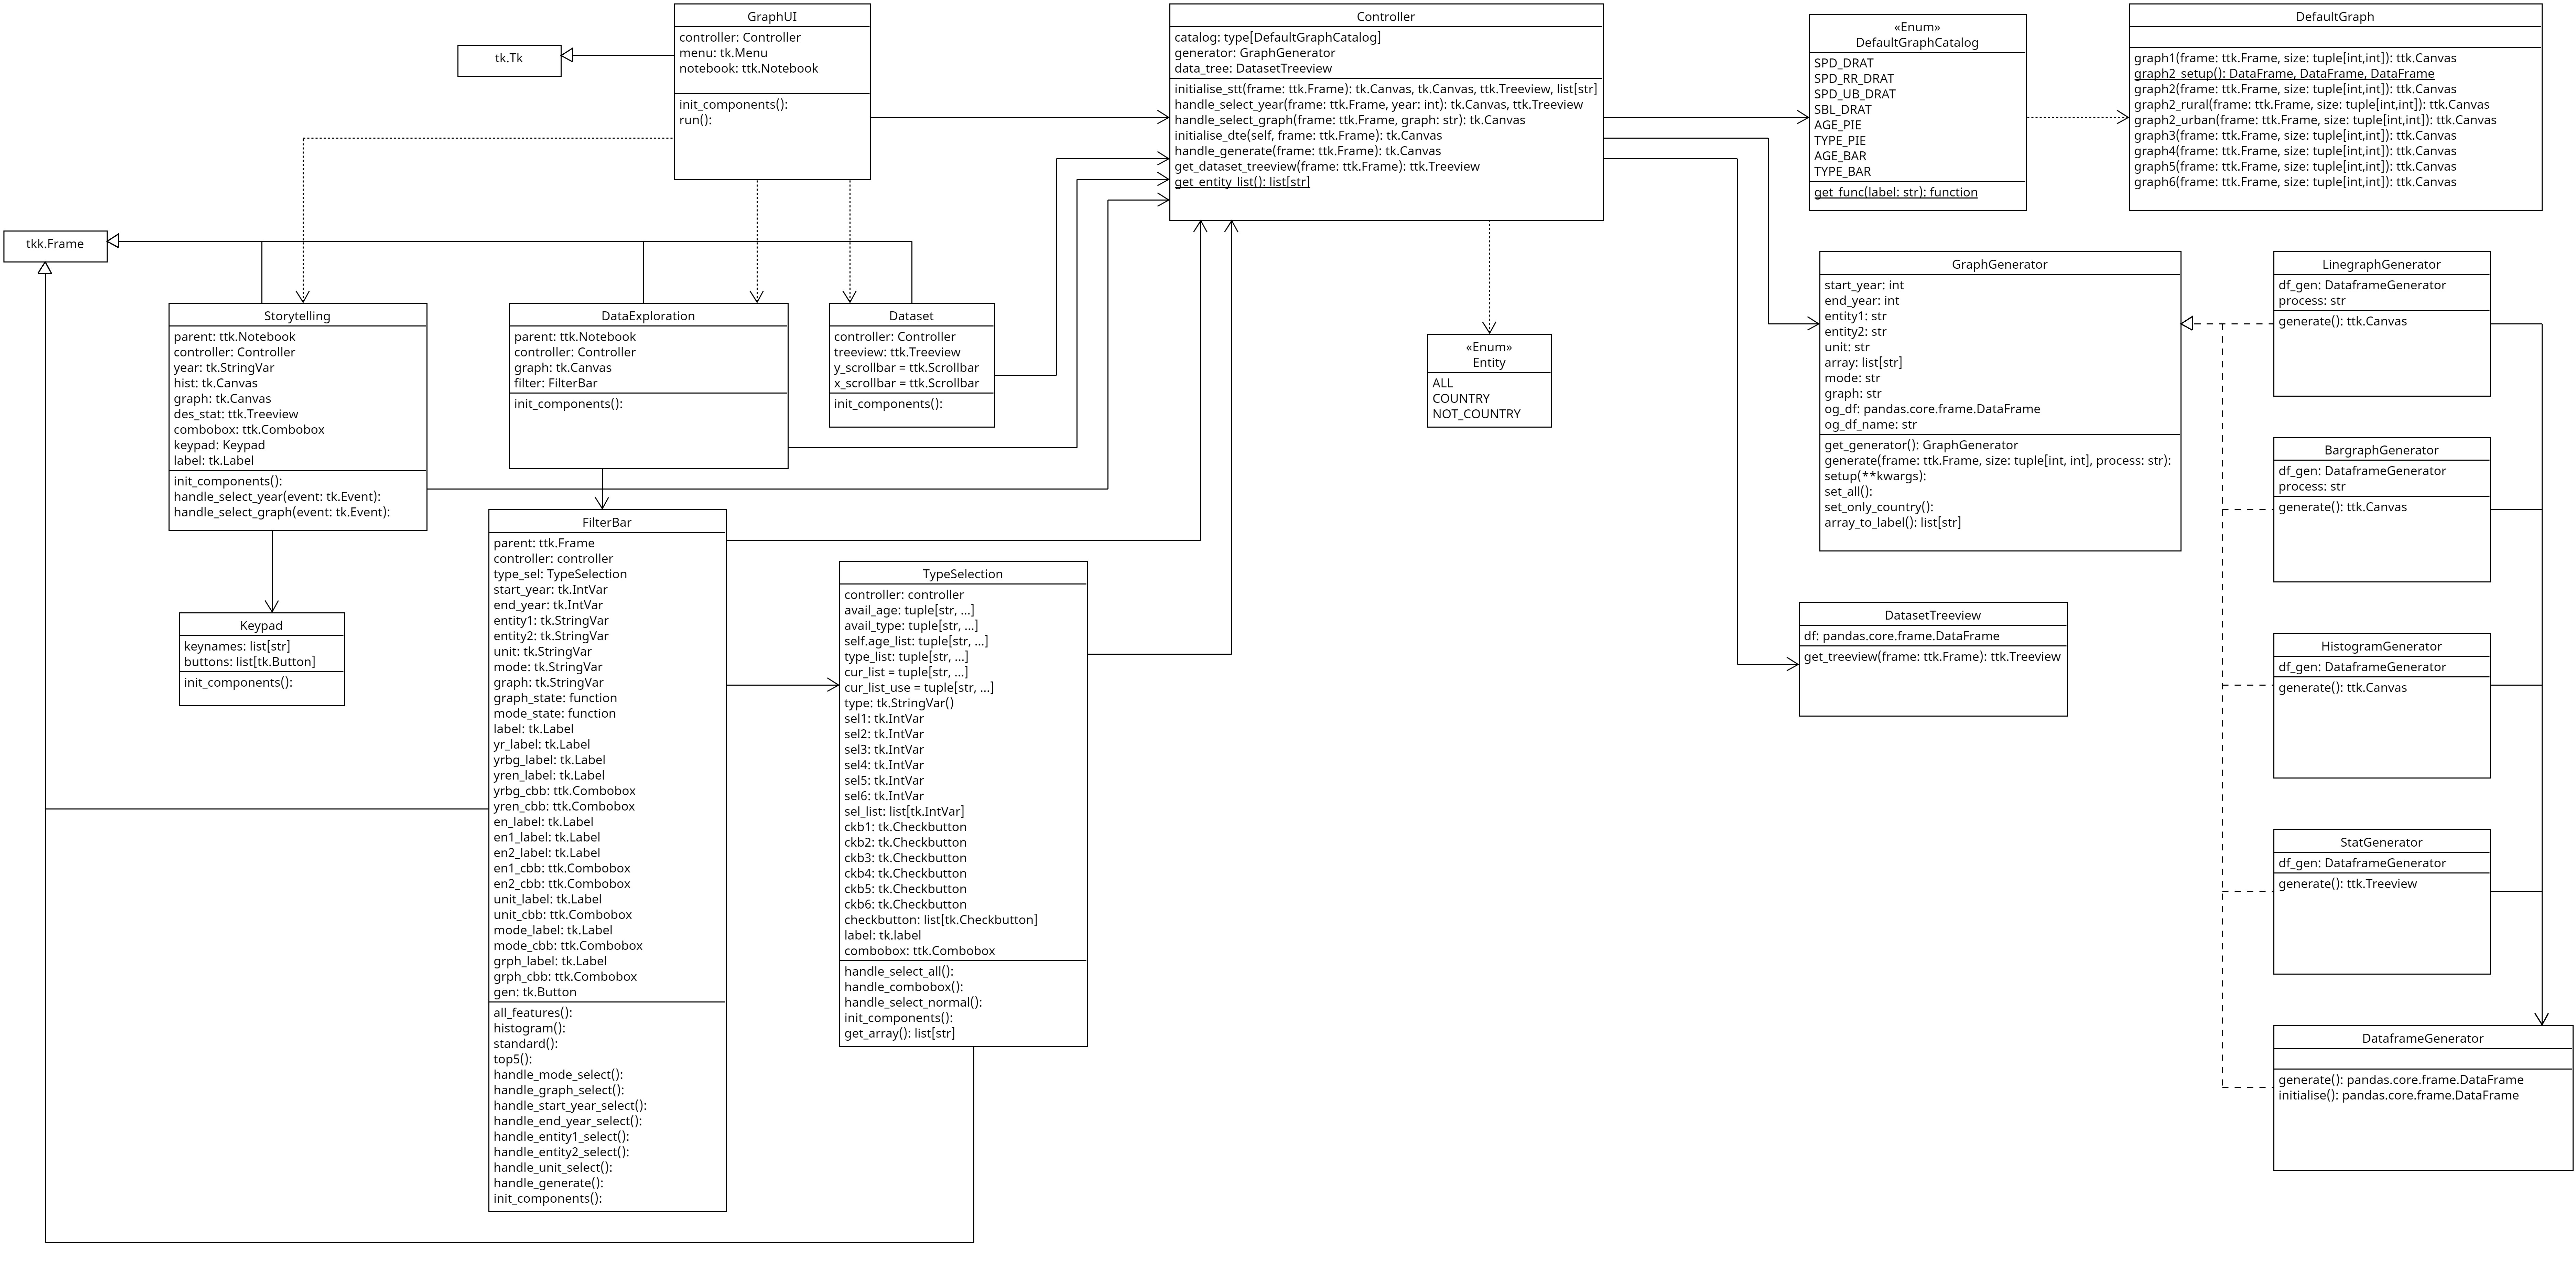 GraphUI
controller: Controller
menu: tk.Menu
notebook: ttk.Notebook
init_components():
run():
tk.Tk
Controller
catalog: type[DefaultGraphCatalog]
generator: GraphGenerator
data_tree: DatasetTreeview
initialise_stt(frame: ttk.Frame): tk.Canvas, tk.Canvas, ttk.Treeview, list[str]
handle_select_year(frame: ttk.Frame, year: int): tk.Canvas, ttk.Treeview
handle_select_graph(frame: ttk.Frame, graph: str): tk.Canvas
initialise_dte(self, frame: ttk.Frame): tk.Canvas
handle_generate(frame: ttk.Frame): tk.Canvas
get_dataset_treeview(frame: ttk.Frame): ttk.Treeview
get_entity_list(): list[str]
«Enum»
DefaultGraphCatalog
SPD_DRAT
SPD_RR_DRAT
SPD_UB_DRAT
SBL_DRAT
AGE_PIE
TYPE_PIE
AGE_BAR
TYPE_BAR
get_func(label: str): function
DefaultGraph
graph1(frame: ttk.Frame, size: tuple[int,int]): ttk.Canvas
graph2_setup(): DataFrame, DataFrame, DataFrame
graph2(frame: ttk.Frame, size: tuple[int,int]): ttk.Canvas
graph2_rural(frame: ttk.Frame, size: tuple[int,int]): ttk.Canvas
graph2_urban(frame: ttk.Frame, size: tuple[int,int]): ttk.Canvas
graph3(frame: ttk.Frame, size: tuple[int,int]): ttk.Canvas
graph4(frame: ttk.Frame, size: tuple[int,int]): ttk.Canvas
graph5(frame: ttk.Frame, size: tuple[int,int]): ttk.Canvas
graph6(frame: ttk.Frame, size: tuple[int,int]): ttk.Canvas
tkk.Frame
Storytelling
parent: ttk.Notebook
controller: Controller
year: tk.StringVar
hist: tk.Canvas
graph: tk.Canvas
des_stat: ttk.Treeview
combobox: ttk.Combobox
keypad: Keypad
label: tk.Label
init_components():
handle_select_year(event: tk.Event):
handle_select_graph(event: tk.Event):
DataExploration
parent: ttk.Notebook
controller: Controller
graph: tk.Canvas
filter: FilterBar
init_components():
Dataset
controller: Controller
treeview: ttk.Treeview
y_scrollbar = ttk.Scrollbar
x_scrollbar = ttk.Scrollbar
init_components():
«Enum»
Entity
ALL
COUNTRY
NOT_COUNTRY
GraphGenerator
start_year: int
end_year: int
entity1: str
entity2: str
unit: str
array: list[str]
mode: str
graph: str
og_df: pandas.core.frame.DataFrame
og_df_name: str
get_generator(): GraphGenerator
generate(frame: ttk.Frame, size: tuple[int, int], process: str):
setup(**kwargs):
set_all():
set_only_country():
array_to_label(): list[str]
LinegraphGenerator
df_gen: DataframeGenerator
process: str
generate(): ttk.Canvas
BargraphGenerator
df_gen: DataframeGenerator
process: str
generate(): ttk.Canvas
Keypad
keynames: list[str]
buttons: list[tk.Button]
init_components():
FilterBar
parent: ttk.Frame
controller: controller
type_sel: TypeSelection
start_year: tk.IntVar
end_year: tk.IntVar
entity1: tk.StringVar
entity2: tk.StringVar
unit: tk.StringVar
mode: tk.StringVar
graph: tk.StringVar
graph_state: function
mode_state: function
label: tk.Label
yr_label: tk.Label
yrbg_label: tk.Label
yren_label: tk.Label
yrbg_cbb: ttk.Combobox
yren_cbb: ttk.Combobox
en_label: tk.Label
en1_label: tk.Label
en2_label: tk.Label
en1_cbb: ttk.Combobox
en2_cbb: ttk.Combobox
unit_label: tk.Label
unit_cbb: ttk.Combobox
mode_label: tk.Label
mode_cbb: ttk.Combobox
grph_label: tk.Label
grph_cbb: ttk.Combobox
gen: tk.Button
all_features():
histogram():
standard():
top5():
handle_mode_select():
handle_graph_select():
handle_start_year_select():
handle_end_year_select():
handle_entity1_select():
handle_entity2_select():
handle_unit_select():
handle_generate():
init_components():
TypeSelection
controller: controller
avail_age: tuple[str, ...]
avail_type: tuple[str, ...]
self.age_list: tuple[str, ...]
type_list: tuple[str, ...]
cur_list = tuple[str, ...]
cur_list_use = tuple[str, ...]
type: tk.StringVar()
sel1: tk.IntVar
sel2: tk.IntVar
sel3: tk.IntVar
sel4: tk.IntVar
sel5: tk.IntVar
sel6: tk.IntVar
sel_list: list[tk.IntVar]
ckb1: tk.Checkbutton
ckb2: tk.Checkbutton
ckb3: tk.Checkbutton
ckb4: tk.Checkbutton
ckb5: tk.Checkbutton
ckb6: tk.Checkbutton
checkbutton: list[tk.Checkbutton]
label: tk.label
combobox: ttk.Combobox
handle_select_all():
handle_combobox():
handle_select_normal():
init_components():
get_array(): list[str]
DatasetTreeview
df: pandas.core.frame.DataFrame
get_treeview(frame: ttk.Frame): ttk.Treeview
HistogramGenerator
df_gen: DataframeGenerator
generate(): ttk.Canvas
StatGenerator
df_gen: DataframeGenerator
generate(): ttk.Treeview
DataframeGenerator
generate(): pandas.core.frame.DataFrame
initialise(): pandas.core.frame.DataFrame